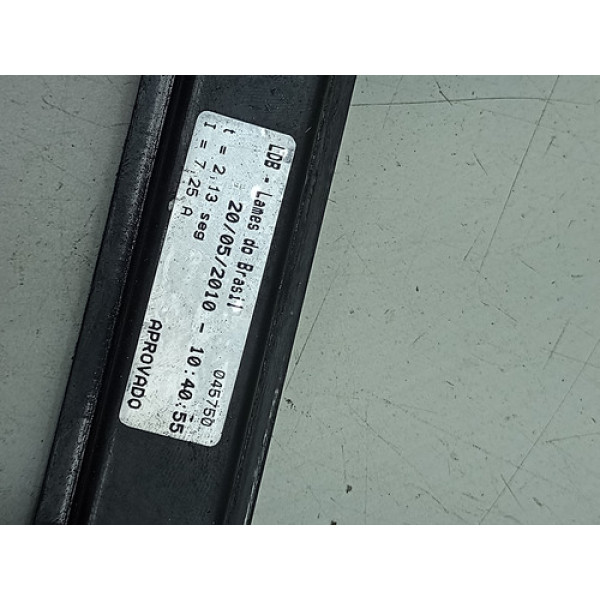 LDB - Lames do Brasil 045750
20/05/2010 - 10:40:55
t = 2,13 seg
I = 7,25 A APROVADO